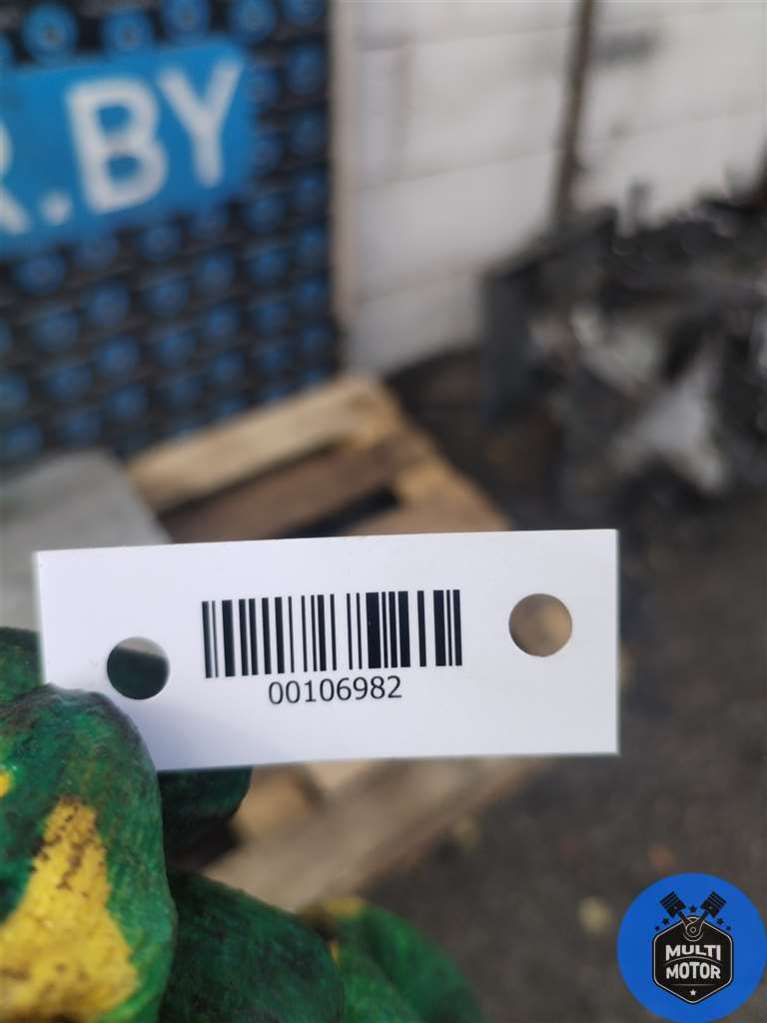 R.BY
00106982
MULTI
MOTOR